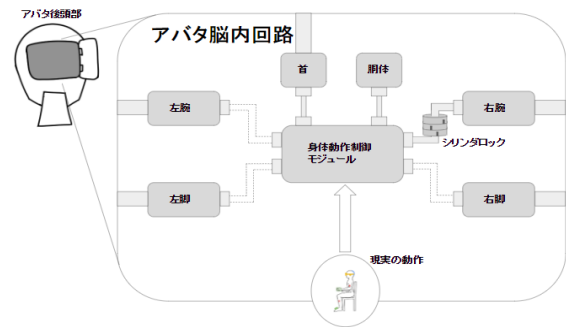 アバタ後頭部
アバタ脳内回路
首
胴体
左腕
右腕
シリンダロック
身体動作制御
モジュール
左脚
右脚
現実の動作